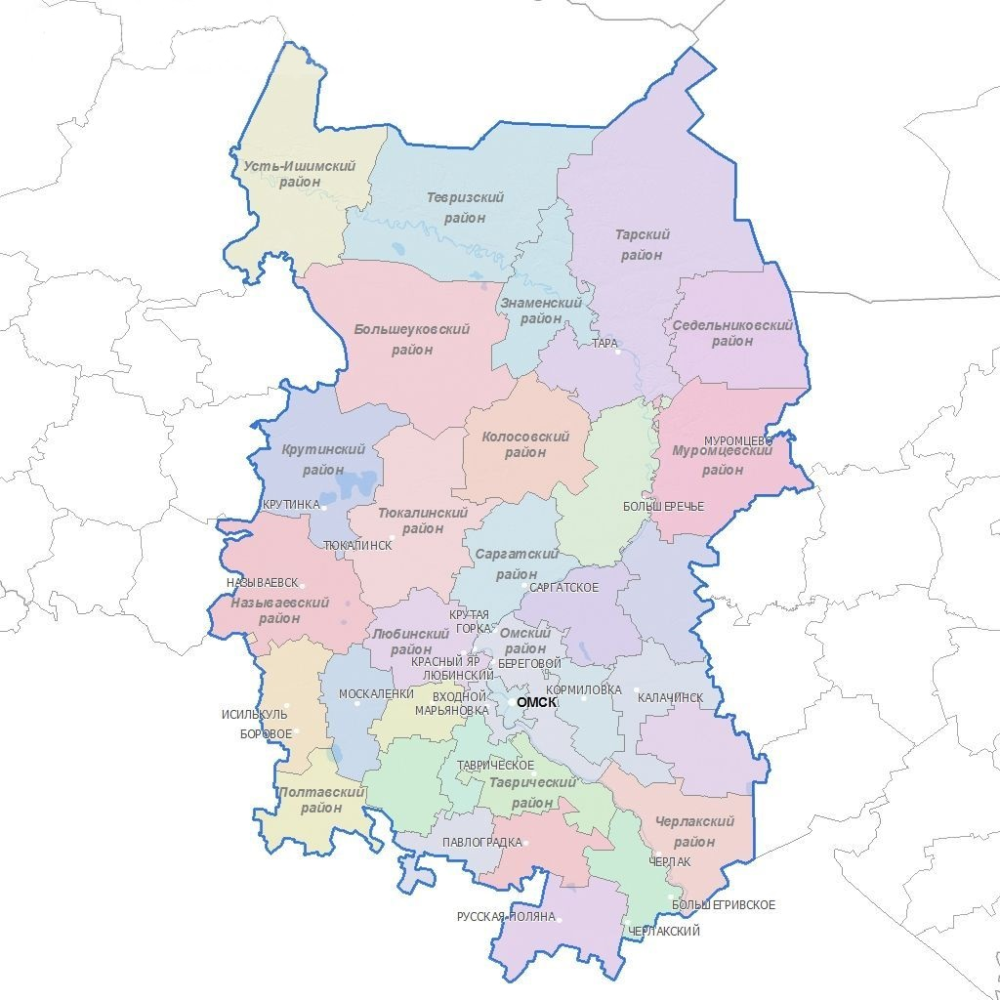 Усть-Ишимский
район
Тевризский
район
Тарский
район
Знаменский
район
Большеуковский
район
Седельниковский
район
ТАРА
Колосовский
район
МУРОМЦЕВО
Муромцевский
район
Крутинский
район
КРУТИНКА
БОЛЬШЕРЕЧЬЕ
Тюкалинский
район
ТЮКАЛИНСК
Саргатский
район
НАЗЫВАЕВСК
САРГАТСКОЕ
Называевский
район
КРУТАЯ
ГОРКА
Любинский
район
Омский
район
КРАСНЫЙ ЯР
БЕРЕГОВОЙ
ЛЮБИНСКИЙ
МОСКАЛЕНКИ
ВХОДНОЙ
КОРМИЛОВКА
КАЛАЧИНСК
МАРЬЯНОВКА
ОМСК
ИСИЛЬКУЛЬ
БОРОВОЕ
ТАВРИЧЕСКОЕ
Таврический
район
Полтавский
район
Черлакский
район
ПАВЛОГРАДКА
ЧЕРЛАК
БОЛЬШЕГРИВСКОЕ
РУССКАЯ ПОЛЯНА
ЧЕРЛАКСКИЙ